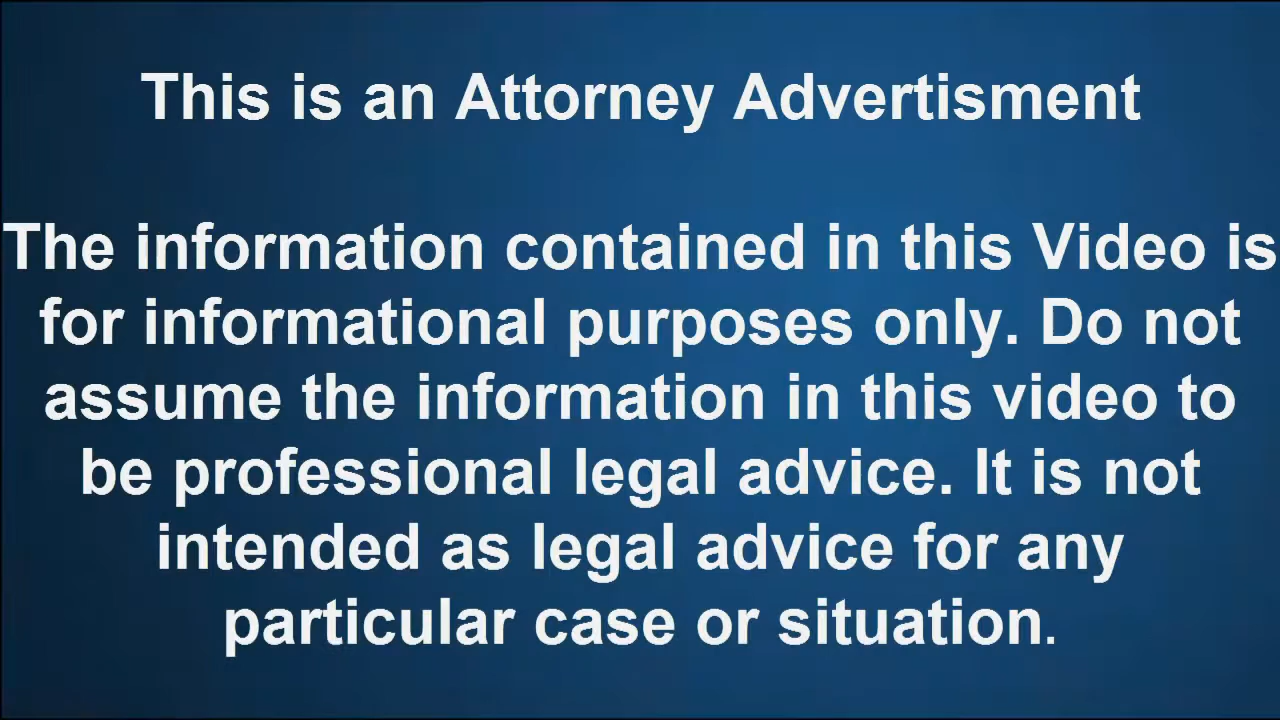 This is an Attorney Advertisment
The information contained in this Video is
for informational purposes only. Do not
assume the information in this video to
be professional legal advice. It is not
intended as legal advice for any
particular case or situation.